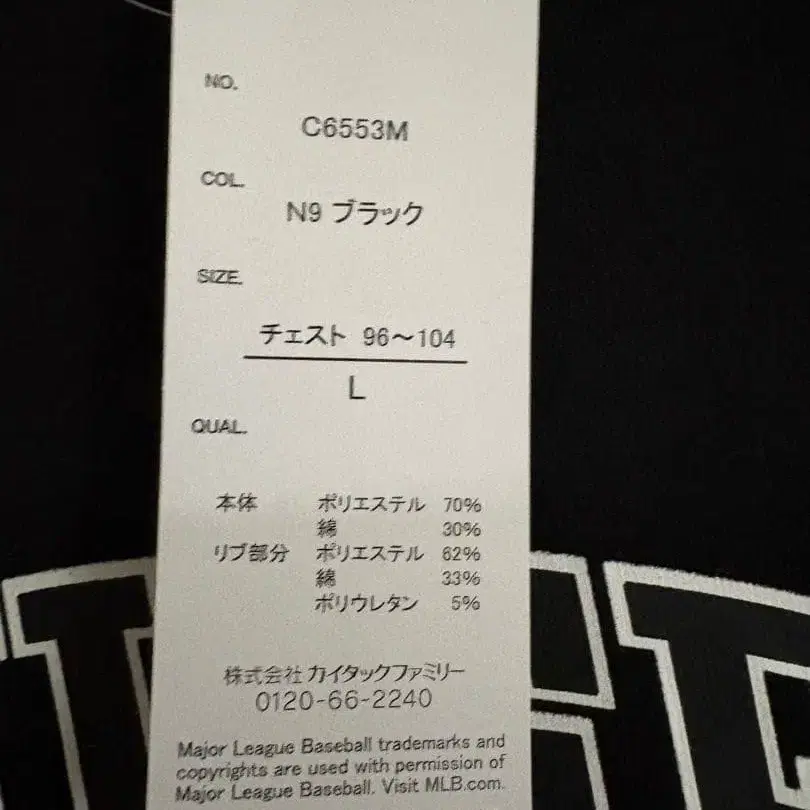 NO.
C6553M
COL.
N9 ブラック
SIZE.
チェスト 96〜104
L
QUAL.
本体 ポリエステル 70%
綿 30%
リブ部分 ポリエステル 62%
綿 33%
ポリウレタン 5%
株式会社 カイタックファミリー
0120-66-2240
Major League Baseball trademarks and
copyrights are used with permission of
Major League Baseball. Visit MLB.com.